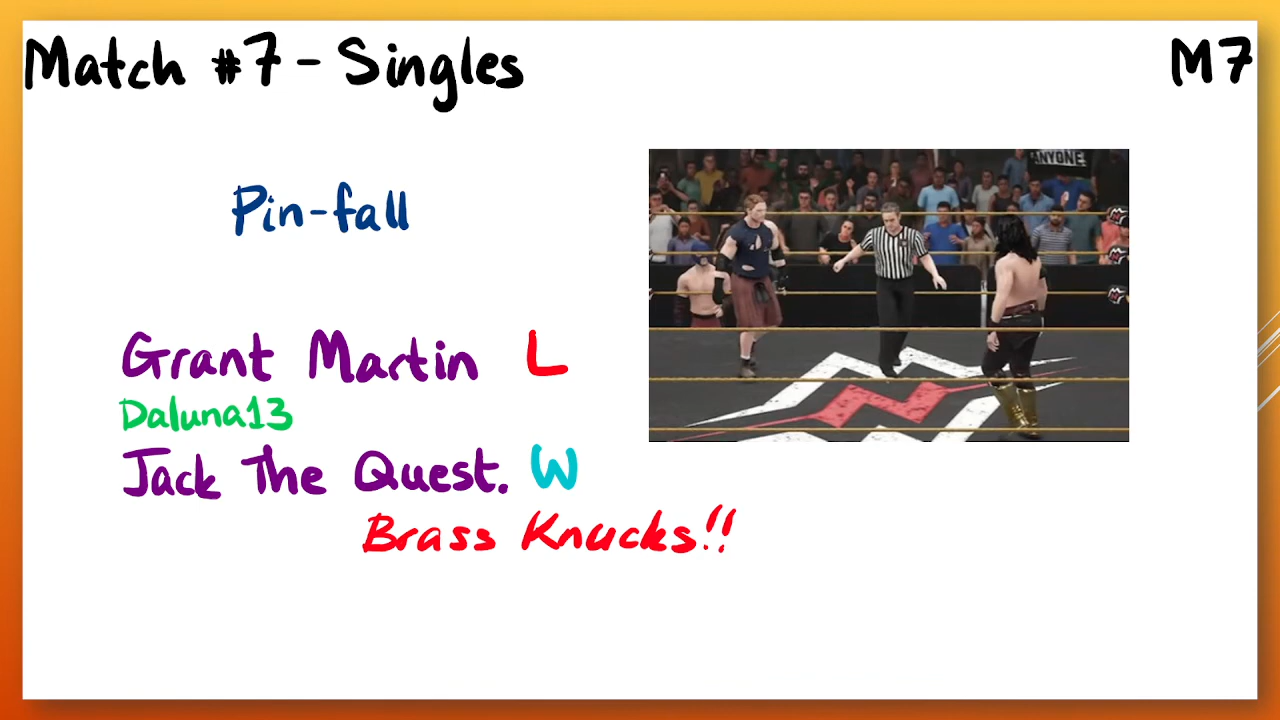 Match #7 - Singles
M7
Pin-fall
ANYONE
Grant Martin L
Daluna13
Jack The Quest. W
Brass Knucks!!